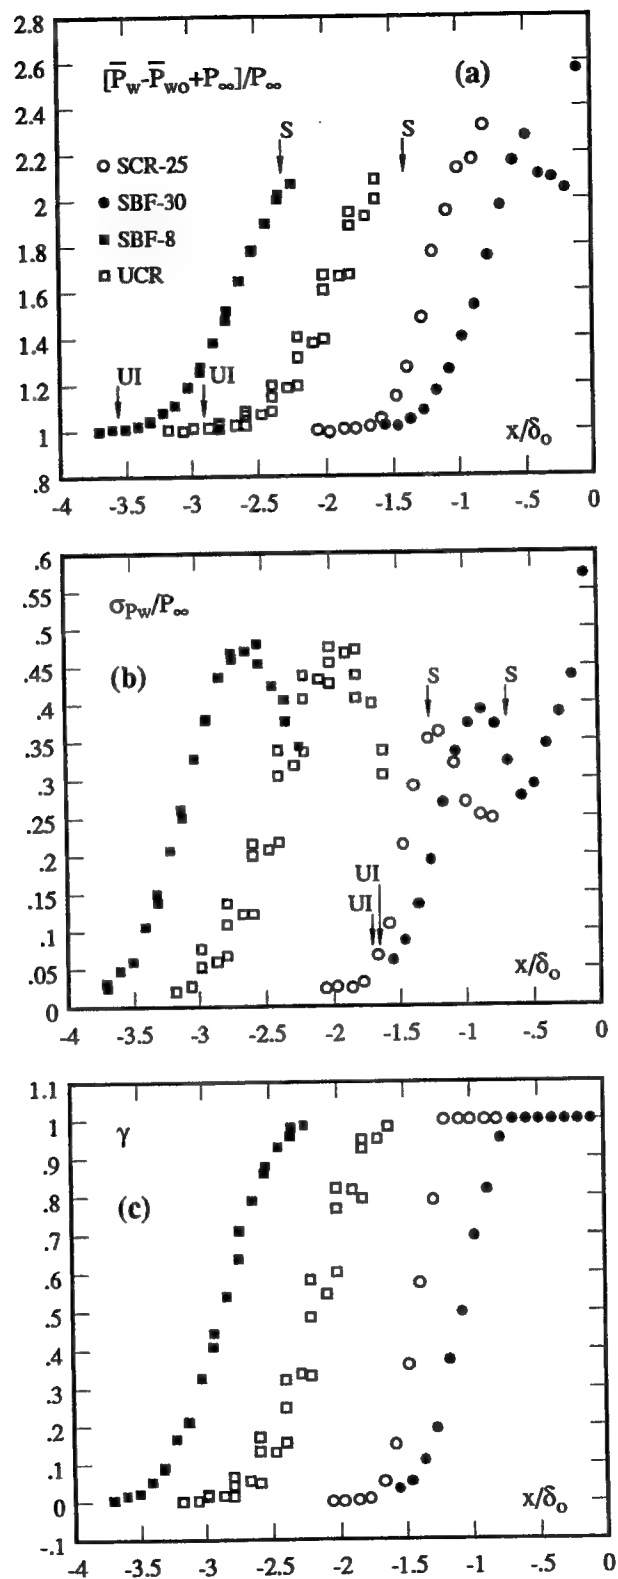 2.8
2.6
2.4
2.2
2
1.8
1.6
1.4
1.2
1
.8
[P̅w-P̅wo+P∞]/P∞
(a)
S
S
SCR-25
SBF-30
SBF-8
UCR
UI
UI
x/δo
-4 -3.5 -3 -2.5 -2 -1.5 -1 -.5 0
.6
.55
.5
.45
.4
.35
.3
.25
.2
.15
.1
.05
0
σPw/P∞
(b)
S
S
UI
UI
x/δo
-4 -3.5 -3 -2.5 -2 -1.5 -1 -.5 0
1.1
1
.9
.8
.7
.6
.5
.4
.3
.2
.1
0
-.1
γ
(c)
x/δo
-4 -3.5 -3 -2.5 -2 -1.5 -1 -.5 0